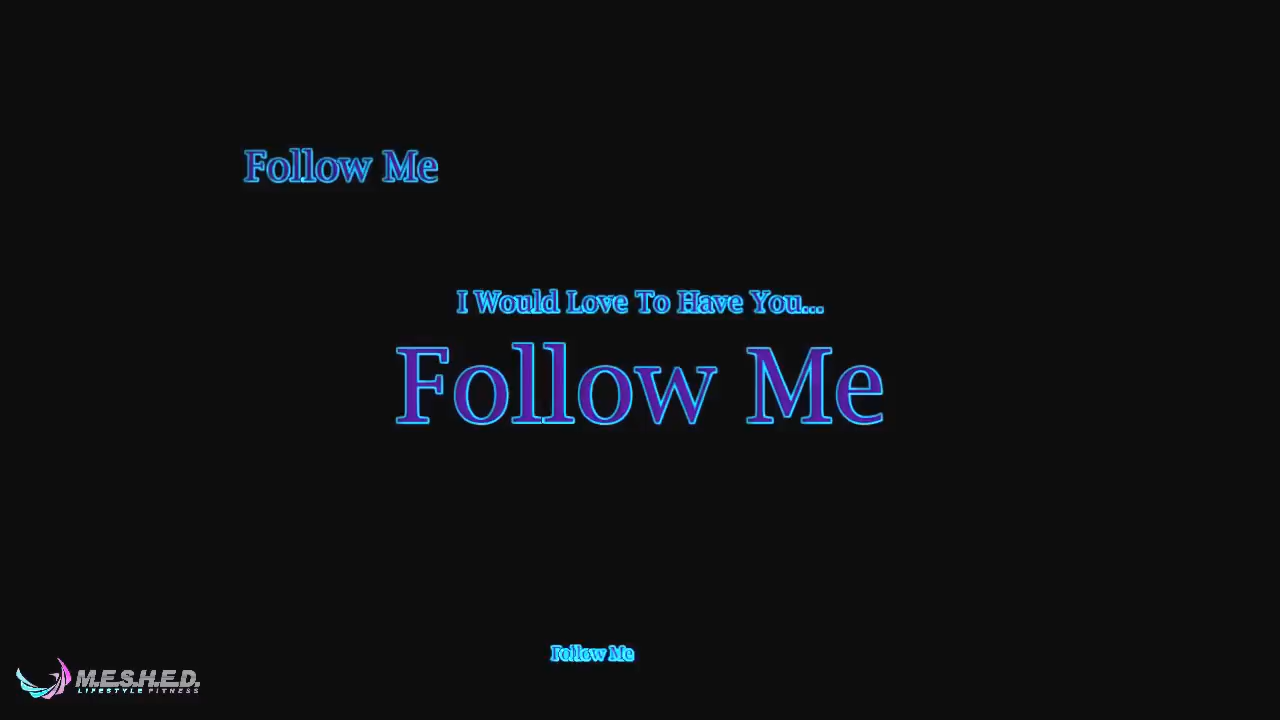 Follow Me
I Would Love To Have You...
Follow Me
Follow Me
M.E.S.H.E.D.
LIFESTYLE FITNESS